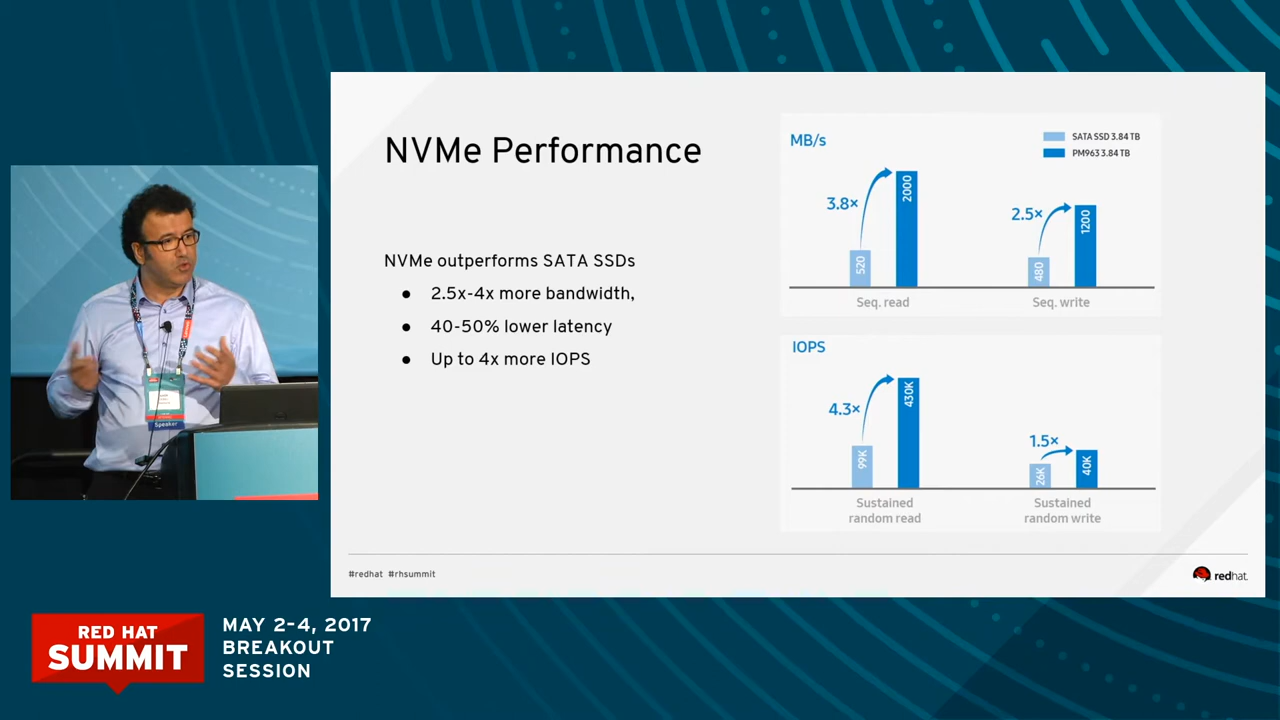 NVMe Performance
NVMe outperforms SATA SSDs
● 2.5x-4x more bandwidth,
● 40-50% lower latency
● Up to 4x more IOPS
MB/s
SATA SSD 3.84 TB
PM963 3.84 TB
3.8×
520
2000
2.5×
480
1200
Seq. read
Seq. write
IOPS
4.3×
99K
430K
1.5×
26K
40K
Sustained
random read
Sustained
random write
#redhat #rhsummit
redhat.
Speaker
RED HAT
SUMMIT
MAY 2-4, 2017
BREAKOUT
SESSION